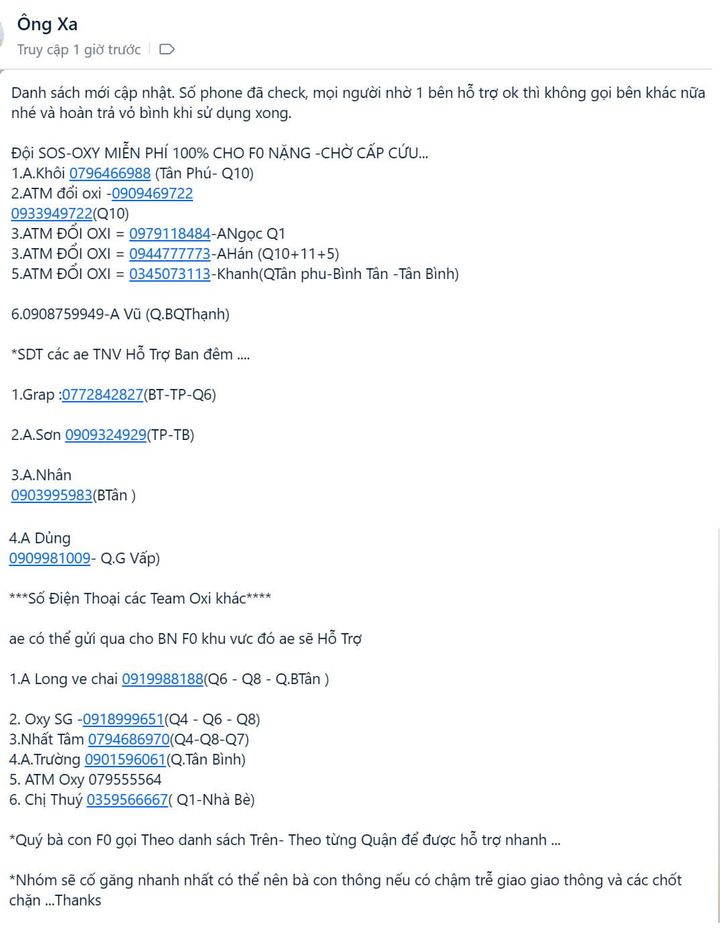 Ông Xa
Truy cập 1 giờ trước
Danh sách mới cập nhật. Số phone đã check, mọi người nhờ 1 bên hỗ trợ ok thì không gọi bên khác nữa
nhé và hoàn trả vỏ bình khi sử dụng xong.
Đội SOS-OXY MIỄN PHÍ 100% CHO F0 NẶNG -CHỜ CẤP CỨU...
1.A.Khôi 0796466988 (Tân Phú- Q10)
2.ATM đổi oxi -0909469722
0933949722(Q10)
3.ATM ĐỔI OXI = 0979118484-ANgọc Q1
3.ATM ĐỔI OXI = 0944777773-AHán (Q10+11+5)
5.ATM ĐỔI OXI = 0345073113-Khanh(QTân phu-Bình Tân -Tân Bình)
6.0908759949-A Vũ (Q.BQThạnh)
*SDT các ae TNV Hỗ Trợ Ban đêm ....
1.Grap :0772842827(BT-TP-Q6)
2.A.Sơn 0909324929(TP-TB)
3.A.Nhân
0903995983(BTân )
4.A Dủng
0909981009- Q.G Vấp)
***Số Điện Thoại các Team Oxi khác****
ae có thể gửi qua cho BN F0 khu vưc đó ae sẽ Hỗ Trợ
1.A Long ve chai 0919988188(Q6 - Q8 - Q.BTân )
2. Oxy SG -0918999651(Q4 - Q6 - Q8)
3.Nhất Tâm 0794686970(Q4-Q8-Q7)
4.A.Trường 0901596061(Q.Tân Bình)
5. ATM Oxy 079555564
6. Chị Thuý 0359566667( Q1-Nhà Bè)
*Quý bà con F0 gọi Theo danh sách Trên- Theo từng Quận để được hỗ trợ nhanh ...
*Nhóm sẽ cố găng nhanh nhất có thể nên bà con thông nếu có chậm trễ giao giao thông và các chốt
chặn ...Thanks